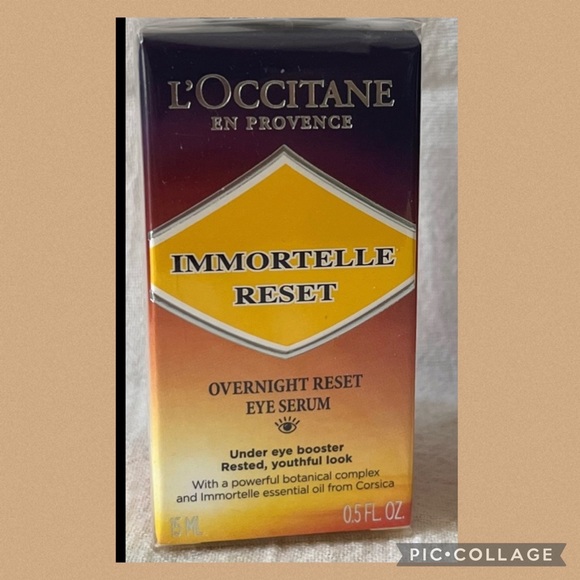 L'OCCITANE
EN PROVENCE
IMMORTELLE
RESET
OVERNIGHT RESET
EYE SERUM
Under eye booster
Rested, youthful look
With a powerful botanical complex
and Immortelle essential oil from Corsica
15 ML 0.5 FL. OZ.
PIC•COLLAGE